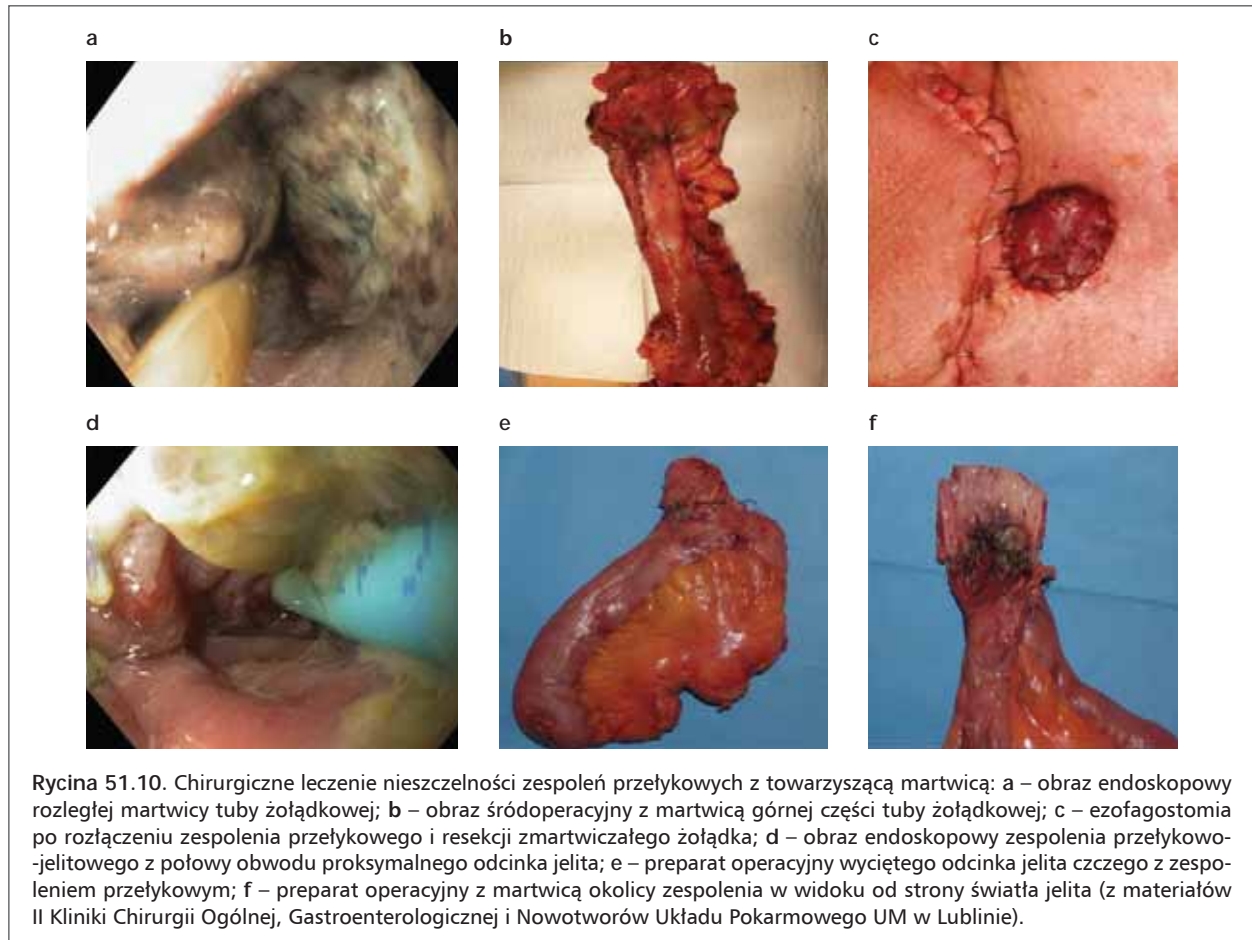 a
b
c
d
e
f
Rycina 51.10. Chirurgiczne leczenie nieszczelności zespoleń przełykowych z towarzyszącą martwicą: a – obraz endoskopowy
rozległej martwicy tuby żołądkowej; b – obraz śródoperacyjny z martwicą górnej części tuby żołądkowej; c – ezofagostomia
po rozłączeniu zespolenia przełykowego i resekcji zmartwiczałego żołądka; d – obraz endoskopowy zespolenia przełykowo-
-jelitowego z połowy obwodu proksymalnego odcinka jelita; e – preparat operacyjny wyciętego odcinka jelita czczego z zespo-
leniem przełykowym; f – preparat operacyjny z martwicą okolicy zespolenia w widoku od strony światła jelita (z materiałów
II Kliniki Chirurgii Ogólnej, Gastroenterologicznej i Nowotworów Układu Pokarmowego UM w Lublinie).